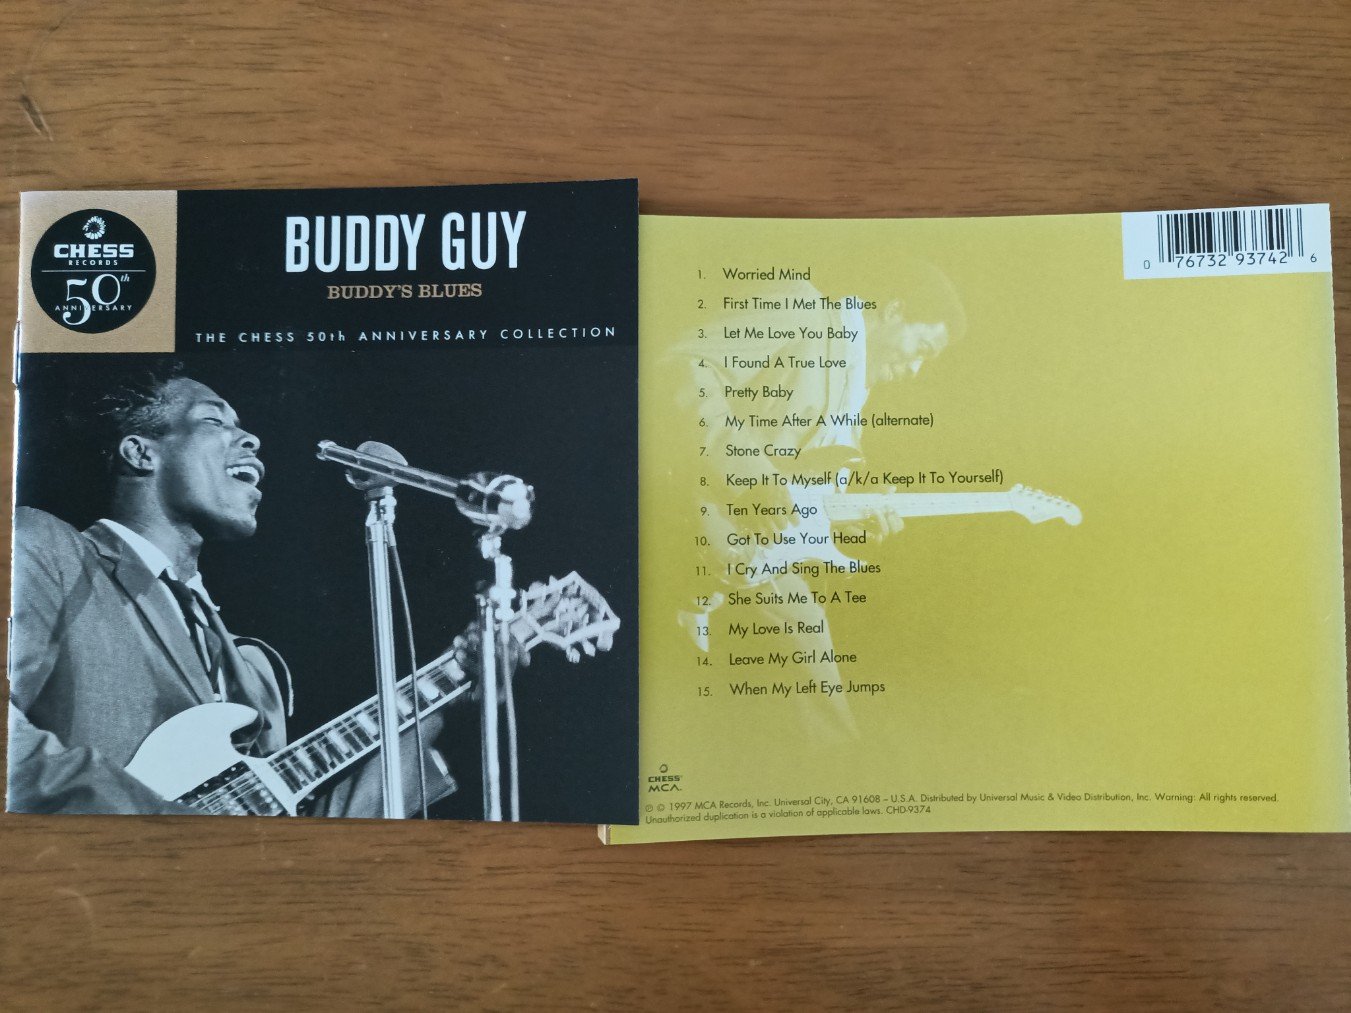 CHESS
RECORDS
50th
ANNIVERSARY
BUDDY GUY
BUDDY'S BLUES
THE CHESS 50th ANNIVERSARY COLLECTION
0 76732 93742 6
1. Worried Mind
2. First Time I Met The Blues
3. Let Me Love You Baby
4. I Found A True Love
5. Pretty Baby
6. My Time After A While (alternate)
7. Stone Crazy
8. Keep It To Myself (a/k/a Keep It To Yourself)
9. Ten Years Ago
10. Got To Use Your Head
11. I Cry And Sing The Blues
12. She Suits Me To A Tee
13. My Love Is Real
14. Leave My Girl Alone
15. When My Left Eye Jumps
CHESS
MCA.
℗ © 1997 MCA Records, Inc. Universal City, CA 91608 – U.S.A. Distributed by Universal Music & Video Distribution, Inc. Warning: All rights reserved.
Unauthorized duplication is a violation of applicable laws. CHD-9374